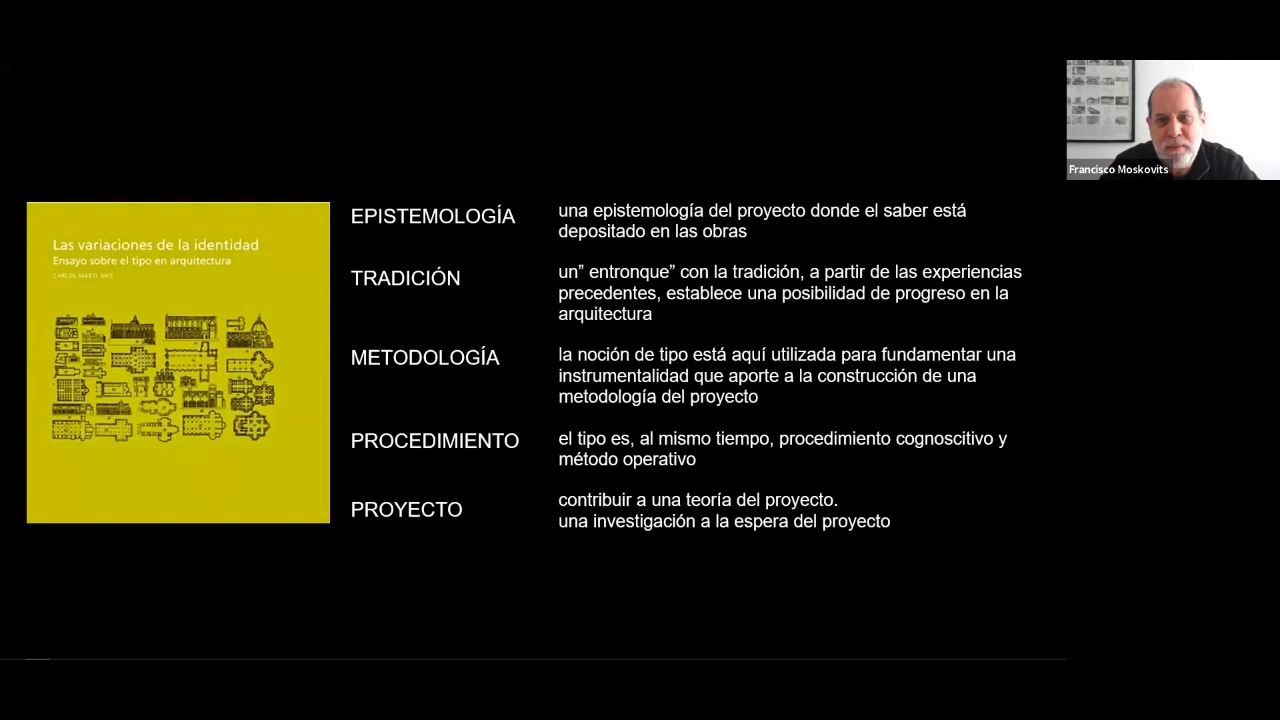 Francisco Moskovits
Las variaciones de la identidad
Ensayo sobre el tipo en arquitectura
CARLOS MARTÍ ARÍS
EPISTEMOLOGÍA
una epistemología del proyecto donde el saber está
depositado en las obras
TRADICIÓN
un” entronque” con la tradición, a partir de las experiencias
precedentes, establece una posibilidad de progreso en la
arquitectura
METODOLOGÍA
la noción de tipo está aquí utilizada para fundamentar una
instrumentalidad que aporte a la construcción de una
metodología del proyecto
PROCEDIMIENTO
el tipo es, al mismo tiempo, procedimiento cognoscitivo y
método operativo
PROYECTO
contribuir a una teoría del proyecto.
una investigación a la espera del proyecto